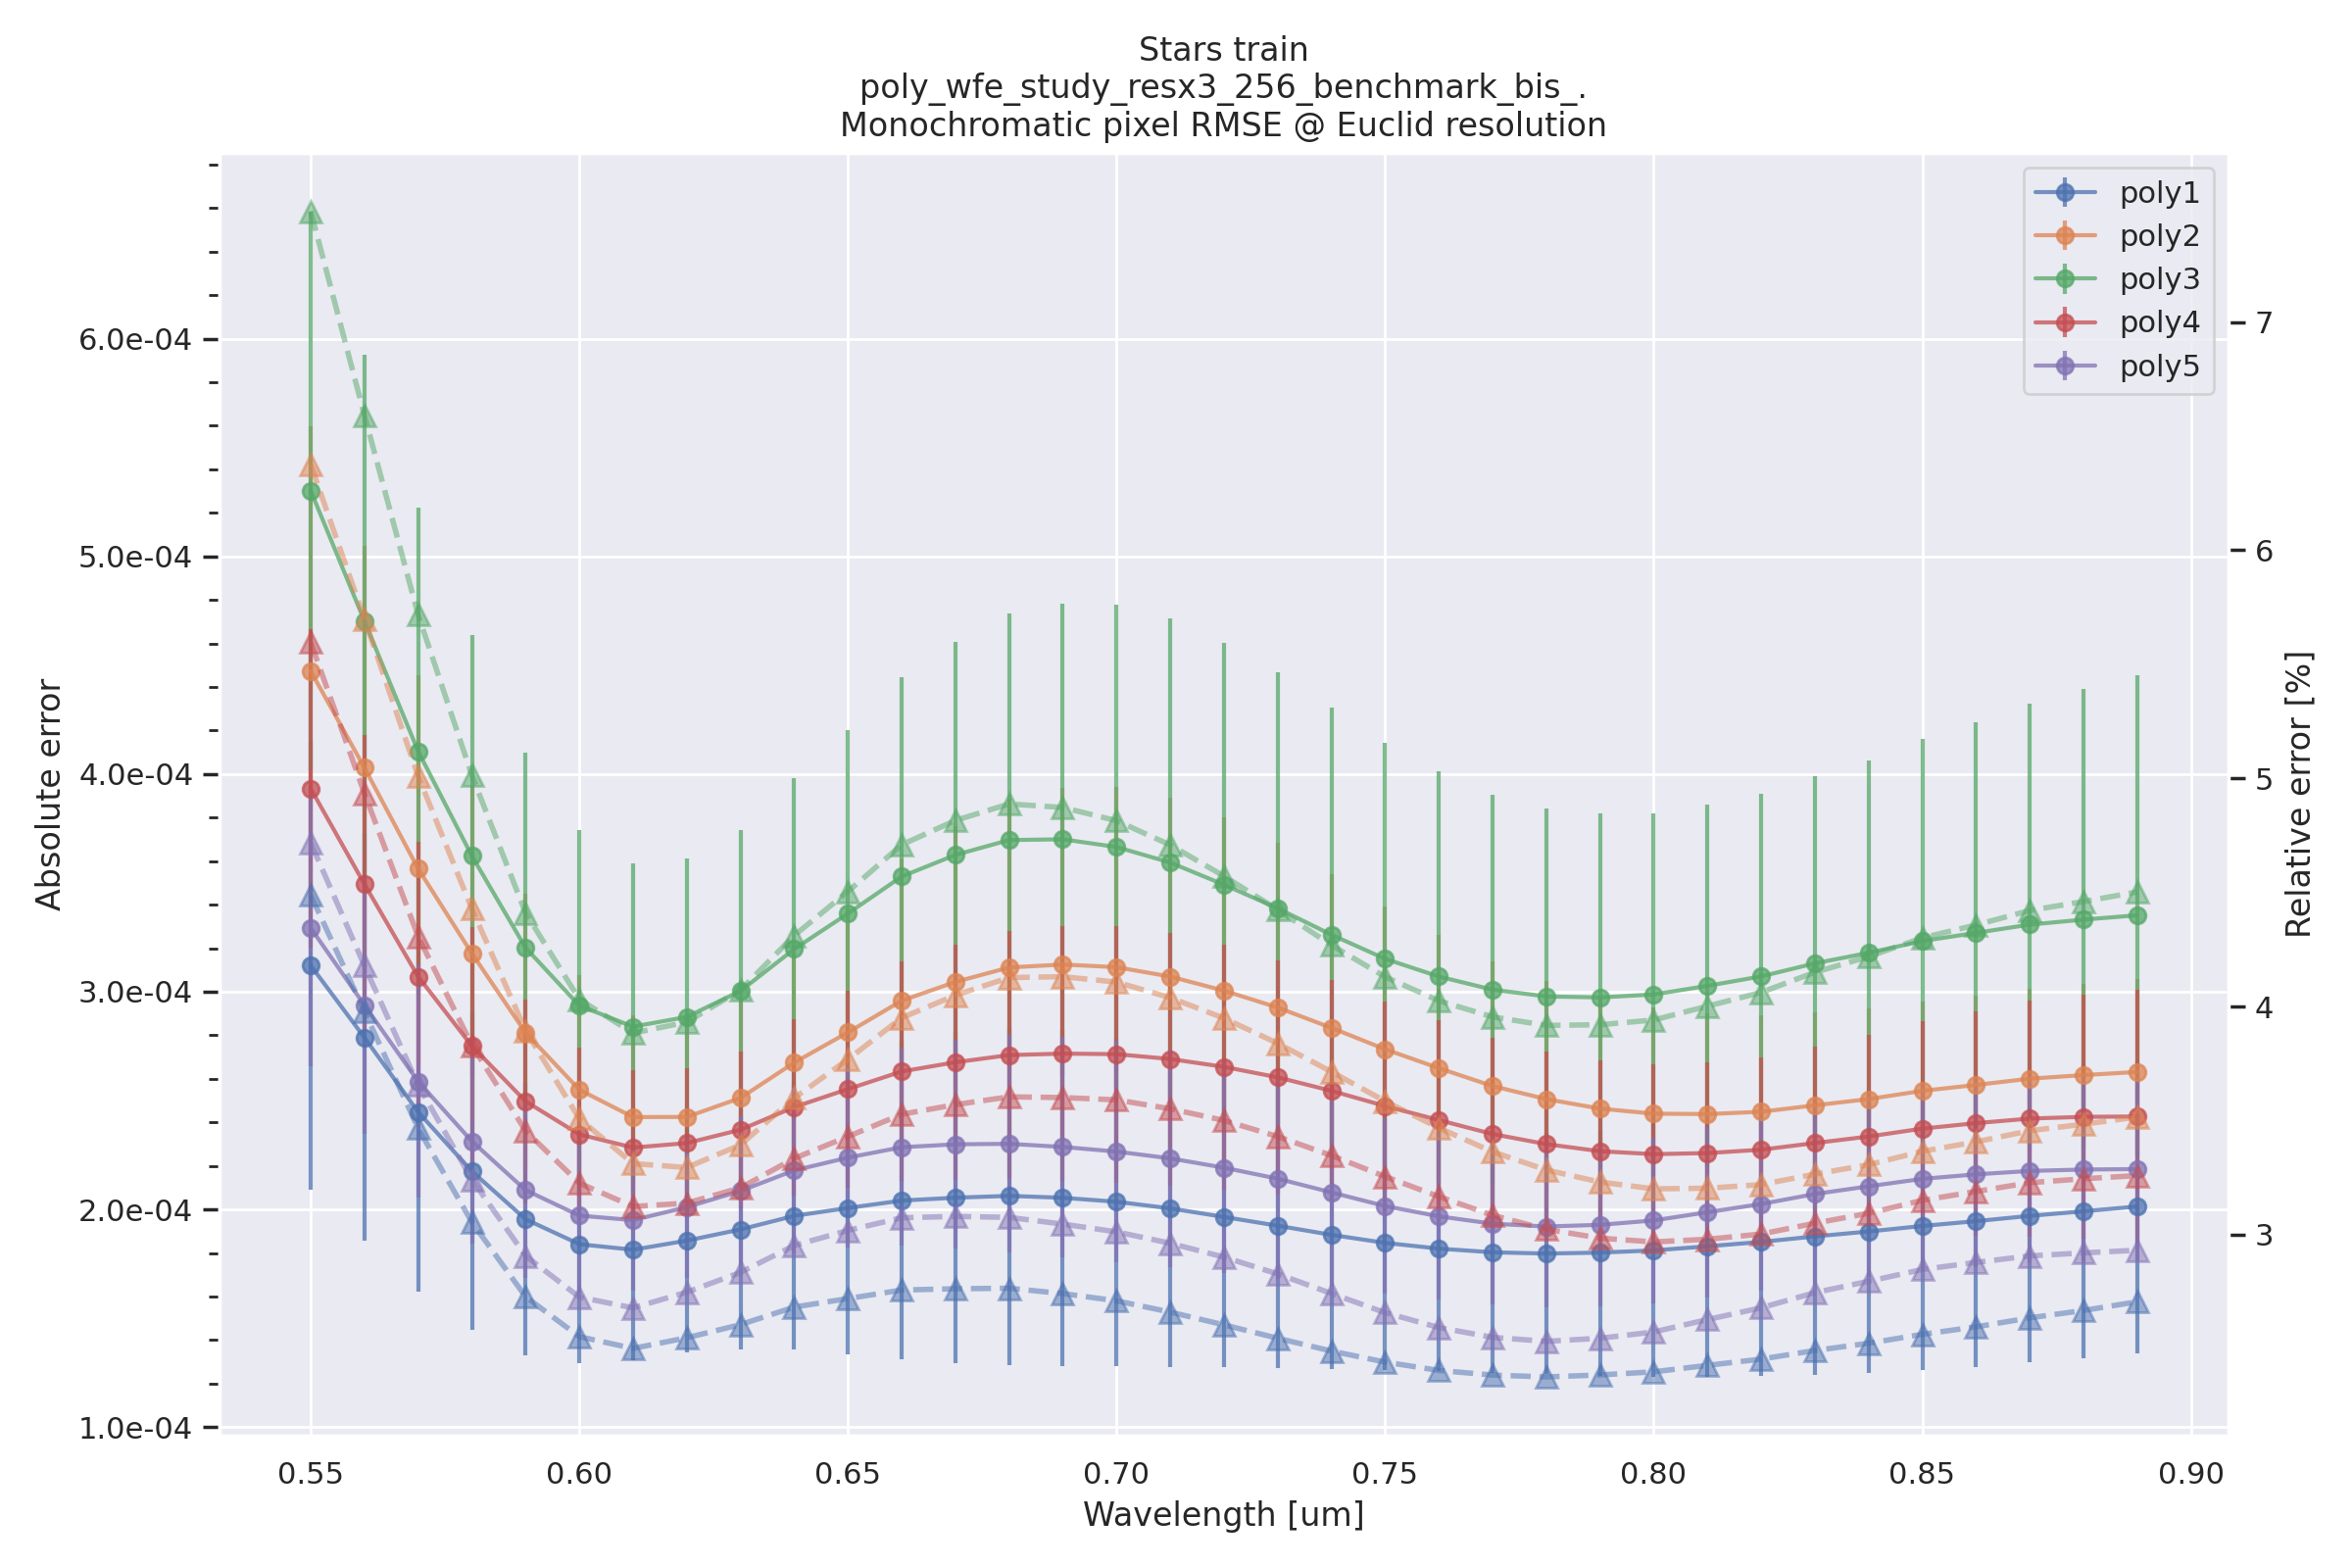 Stars train
poly_wfe_study_resx3_256_benchmark_bis_.
Monochromatic pixel RMSE @ Euclid resolution
poly1
poly2
poly3
poly4
poly5
Absolute error
6.0e-04
5.0e-04
4.0e-04
3.0e-04
2.0e-04
1.0e-04
Relative error [%]
7
6
5
4
3
0.55 0.60 0.65 0.70 0.75 0.80 0.85 0.90
Wavelength [um]